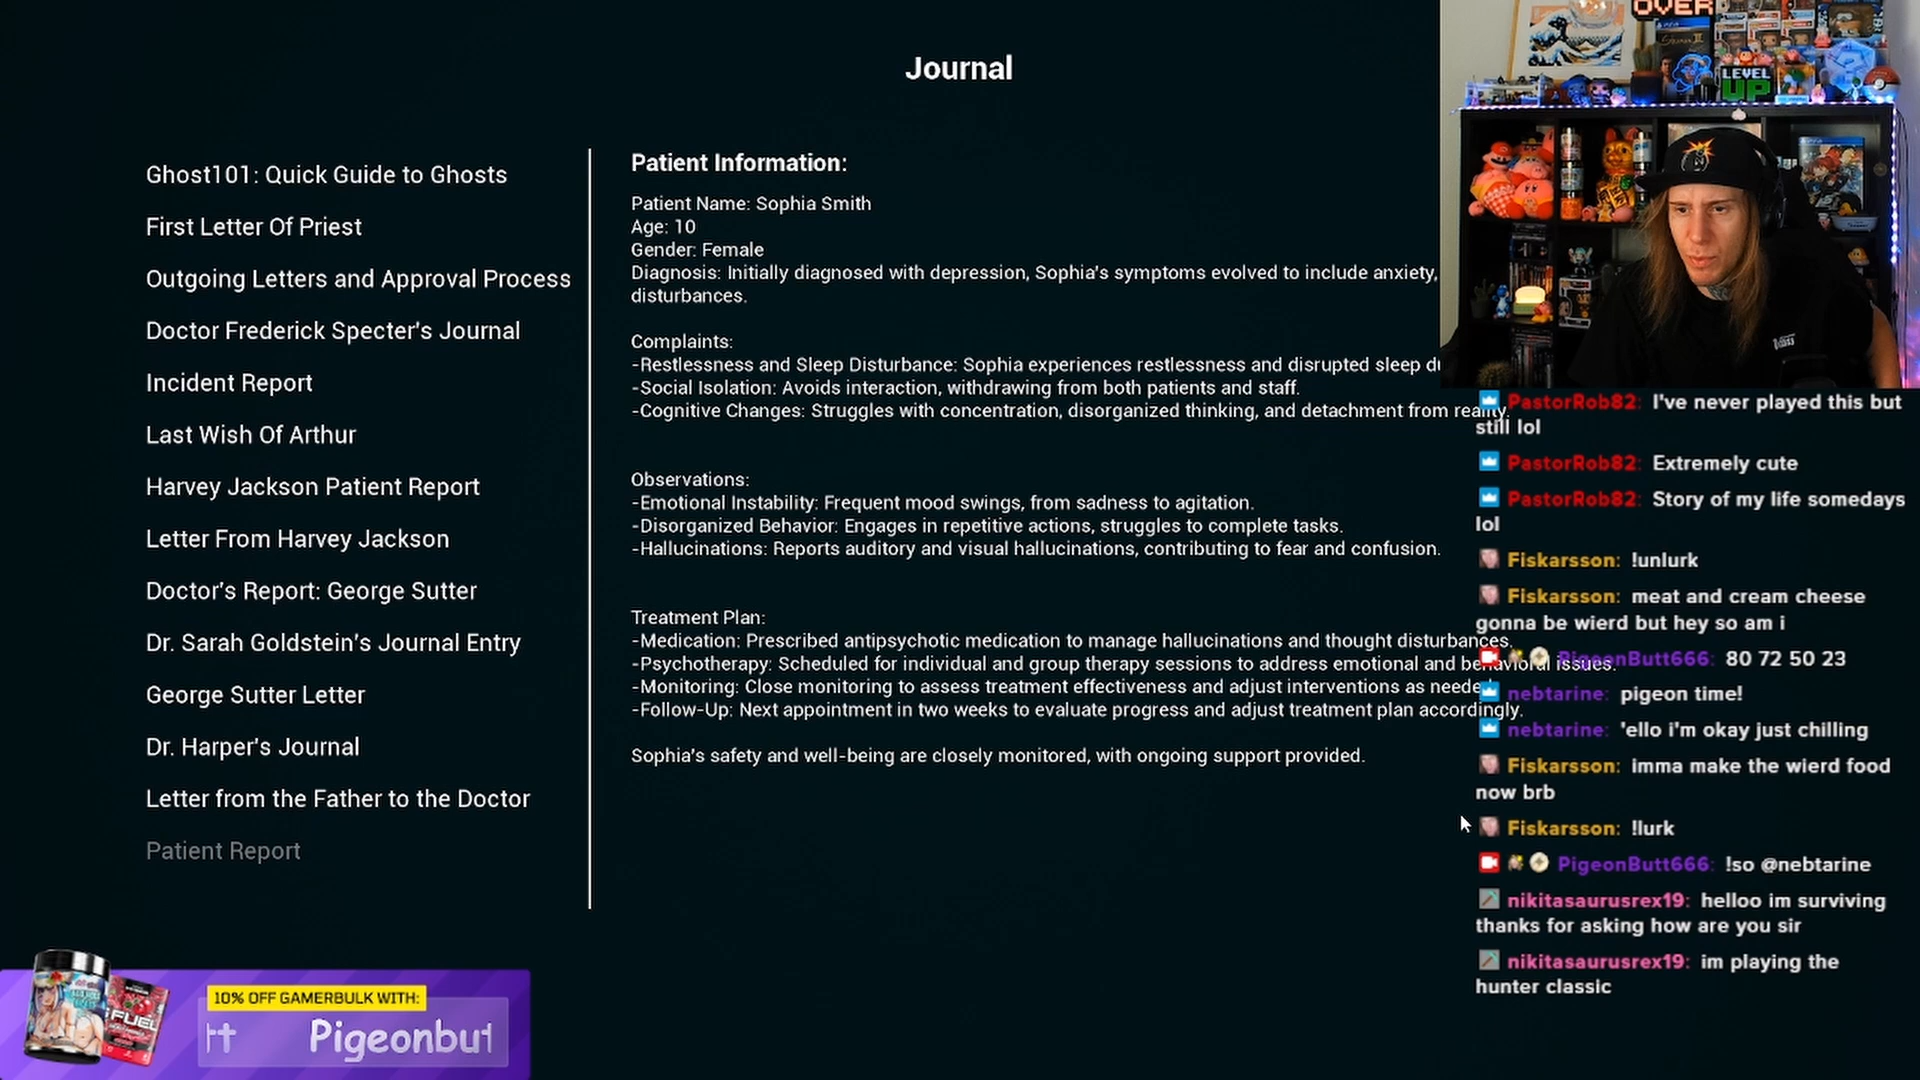 Journal
Ghost101: Quick Guide to Ghosts
First Letter Of Priest
Outgoing Letters and Approval Process
Doctor Frederick Specter's Journal
Incident Report
Last Wish Of Arthur
Harvey Jackson Patient Report
Letter From Harvey Jackson
Doctor's Report: George Sutter
Dr. Sarah Goldstein's Journal Entry
George Sutter Letter
Dr. Harper's Journal
Letter from the Father to the Doctor
Patient Report
Patient Information:
Patient Name: Sophia Smith
Age: 10
Gender: Female
Diagnosis: Initially diagnosed with depression, Sophia's symptoms evolved to include anxiety,
disturbances.
Complaints:
-Restlessness and Sleep Disturbance: Sophia experiences restlessness and disrupted sleep
-Social Isolation: Avoids interaction, withdrawing from both patients and staff.
-Cognitive Changes: Struggles with concentration, disorganized thinking, and detachment from reality.
Observations:
-Emotional Instability: Frequent mood swings, from sadness to agitation.
-Disorganized Behavior: Engages in repetitive actions, struggles to complete tasks.
-Hallucinations: Reports auditory and visual hallucinations, contributing to fear and confusion.
Treatment Plan:
-Medication: Prescribed antipsychotic medication to manage hallucinations and thought disturbances.
-Psychotherapy: Scheduled for individual and group therapy sessions to address emotional and behavioral issues.
-Monitoring: Close monitoring to assess treatment effectiveness and adjust interventions as needed.
-Follow-Up: Next appointment in two weeks to evaluate progress and adjust treatment plan accordingly.
Sophia's safety and well-being are closely monitored, with ongoing support provided.
OVER
LEVEL
UP
PastorRob82: I've never played this but
still lol
PastorRob82: Extremely cute
PastorRob82: Story of my life somedays
lol
Fiskarsson: !unlurk
Fiskarsson: meat and cream cheese
gonna be wierd but hey so am i
PigeonButt666: 80 72 50 23
nebtarine: pigeon time!
nebtarine: 'ello i'm okay just chilling
Fiskarsson: imma make the wierd food
now brb
Fiskarsson: !lurk
PigeonButt666: !so @nebtarine
nikitasaurusrex19: helloo im surviving
thanks for asking how are you sir
nikitasaurusrex19: im playing the
hunter classic
10% OFF GAMERBULK WITH:
tt Pigeonbut
FUEL